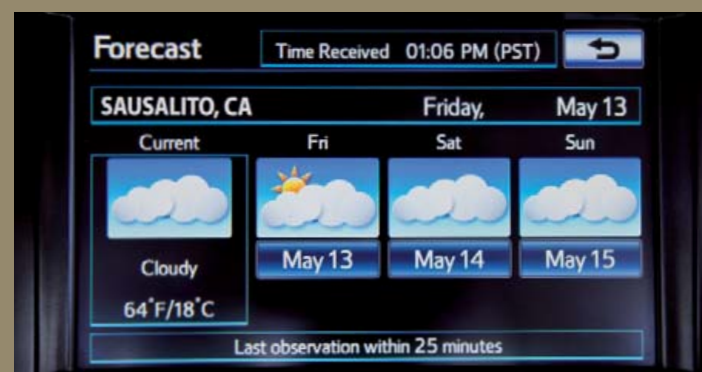 Forecast
Time Received 01:06 PM (PST)
SAUSALITO, CA Friday, May 13
Current Fri Sat Sun
Cloudy
May 13 May 14 May 15
64°F/18°C
Last observation within 25 minutes